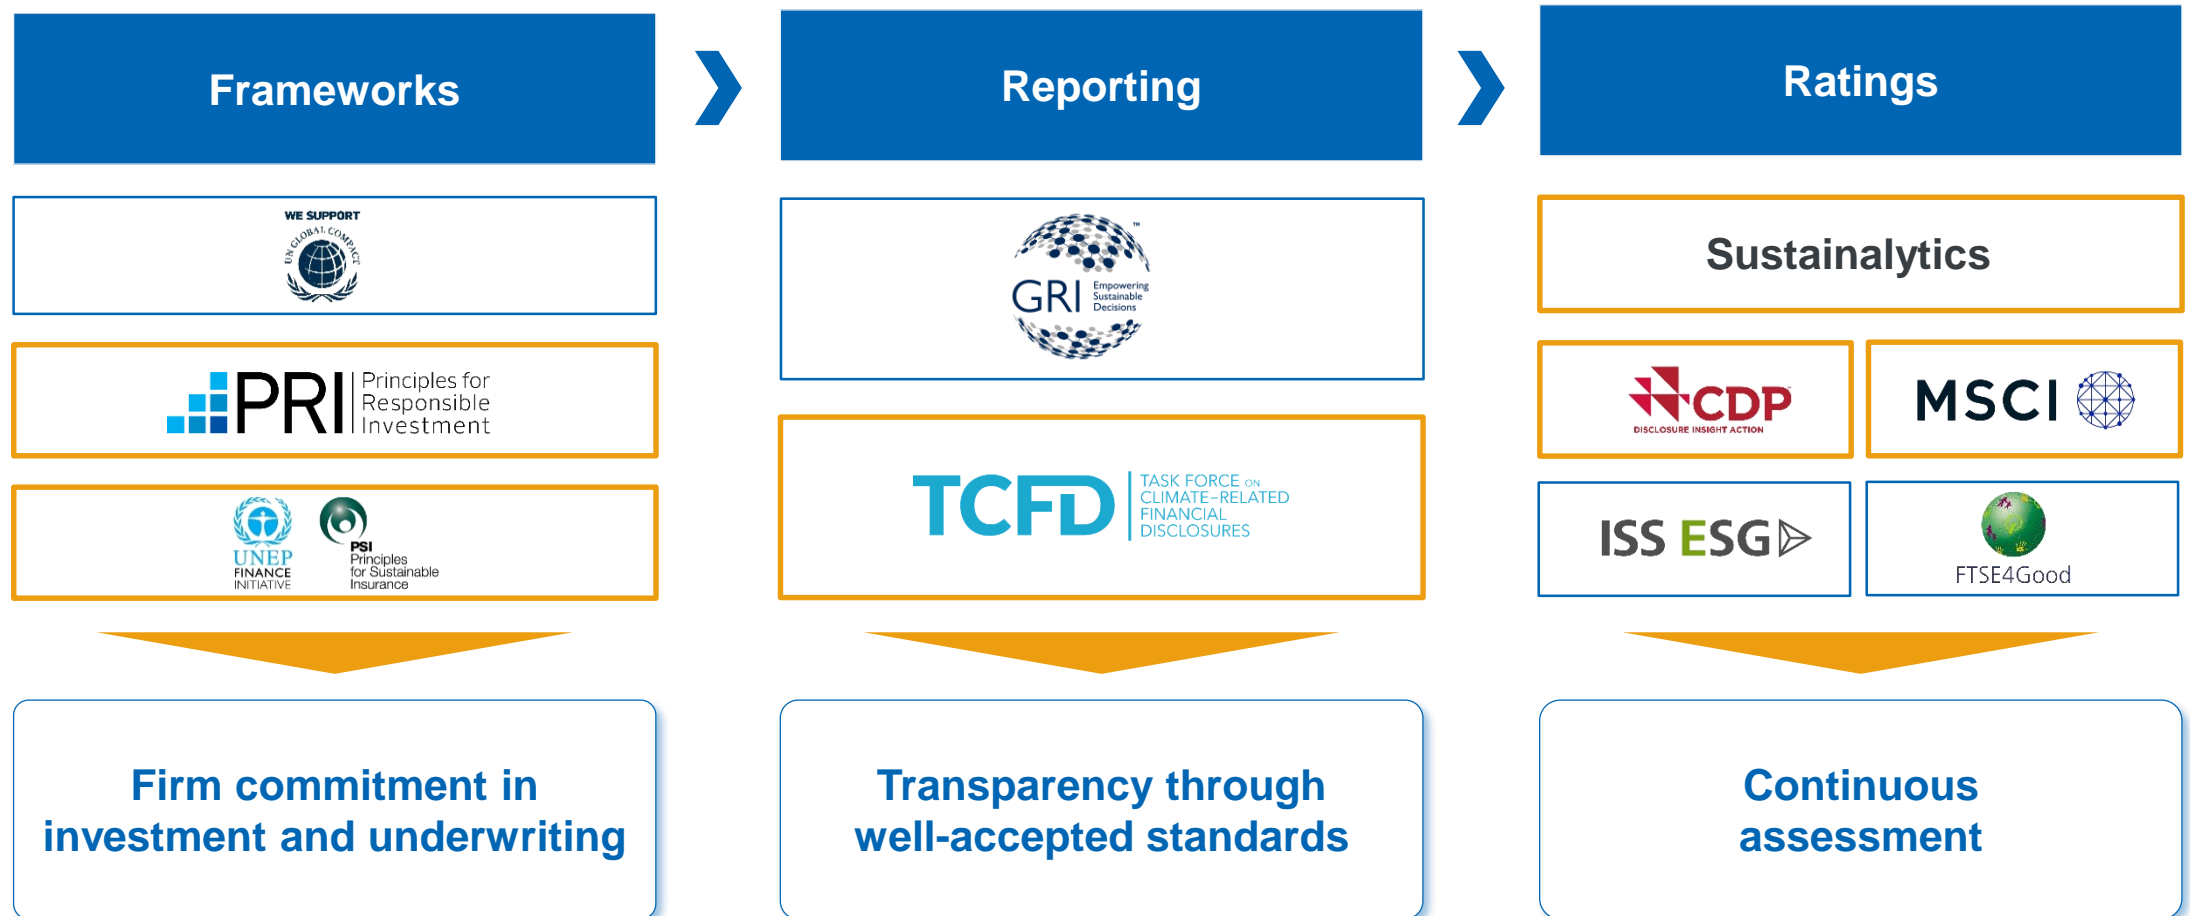 Frameworks
Reporting
Ratings
WE SUPPORT
UN GLOBAL COMPACT
PRI
Principles for
Responsible
Investment
UNEP
FINANCE
INITIATIVE
PSI
Principles
for Sustainable
Insurance
Firm commitment in
investment and underwriting
GRI
Empowering
Sustainable
Decisions
™
TCFD
TASK FORCE ON
CLIMATE-RELATED
FINANCIAL
DISCLOSURES
Transparency through
well-accepted standards
Sustainalytics
CDP
DISCLOSURE INSIGHT ACTION
MSCI
ISS ESG
FTSE4Good
Continuous
assessment